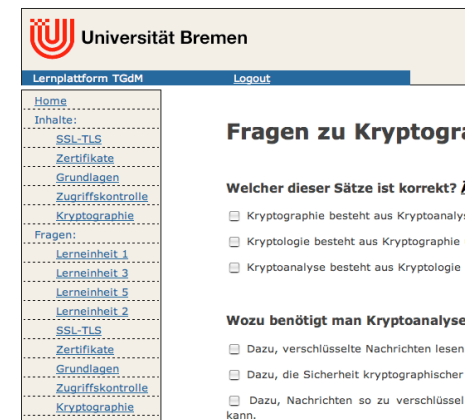 Universität Bremen
Lernplattform TGdM
Logout
Home
Inhalte:
SSL-TLS
Zertifikate
Grundlagen
Zugriffskontrolle
Kryptographie
Fragen:
Lerneinheit 1
Lerneinheit 3
Lerneinheit 5
Lerneinheit 2
SSL-TLS
Zertifikate
Grundlagen
Zugriffskontrolle
Kryptographie
Fragen zu Kryptogra
Welcher dieser Sätze ist korrekt?
Kryptographie besteht aus Kryptoanalys
Kryptologie besteht aus Kryptographie
Kryptoanalyse besteht aus Kryptologie
Wozu benötigt man Kryptoanalyse
Dazu, verschlüsselte Nachrichten lesen
Dazu, die Sicherheit kryptographischer
Dazu, Nachrichten so zu verschlüssel
kann.